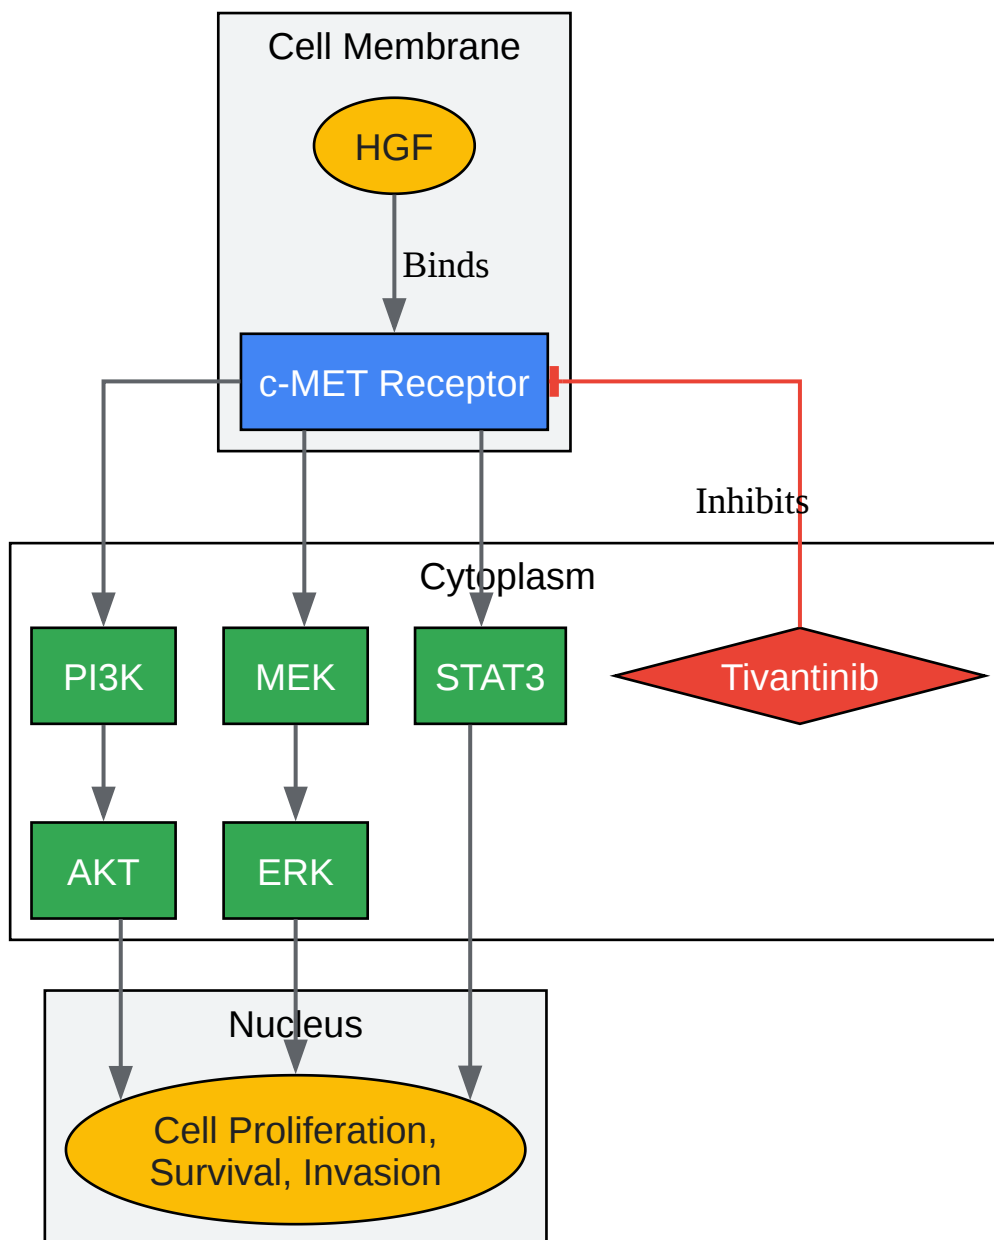 Cell Membrane
HGF
Binds
c-MET Receptor
Inhibits
Cytoplasm
PI3K
MEK
STAT3
Tivantinib
AKT
ERK
Nucleus
Cell Proliferation,
Survival, Invasion